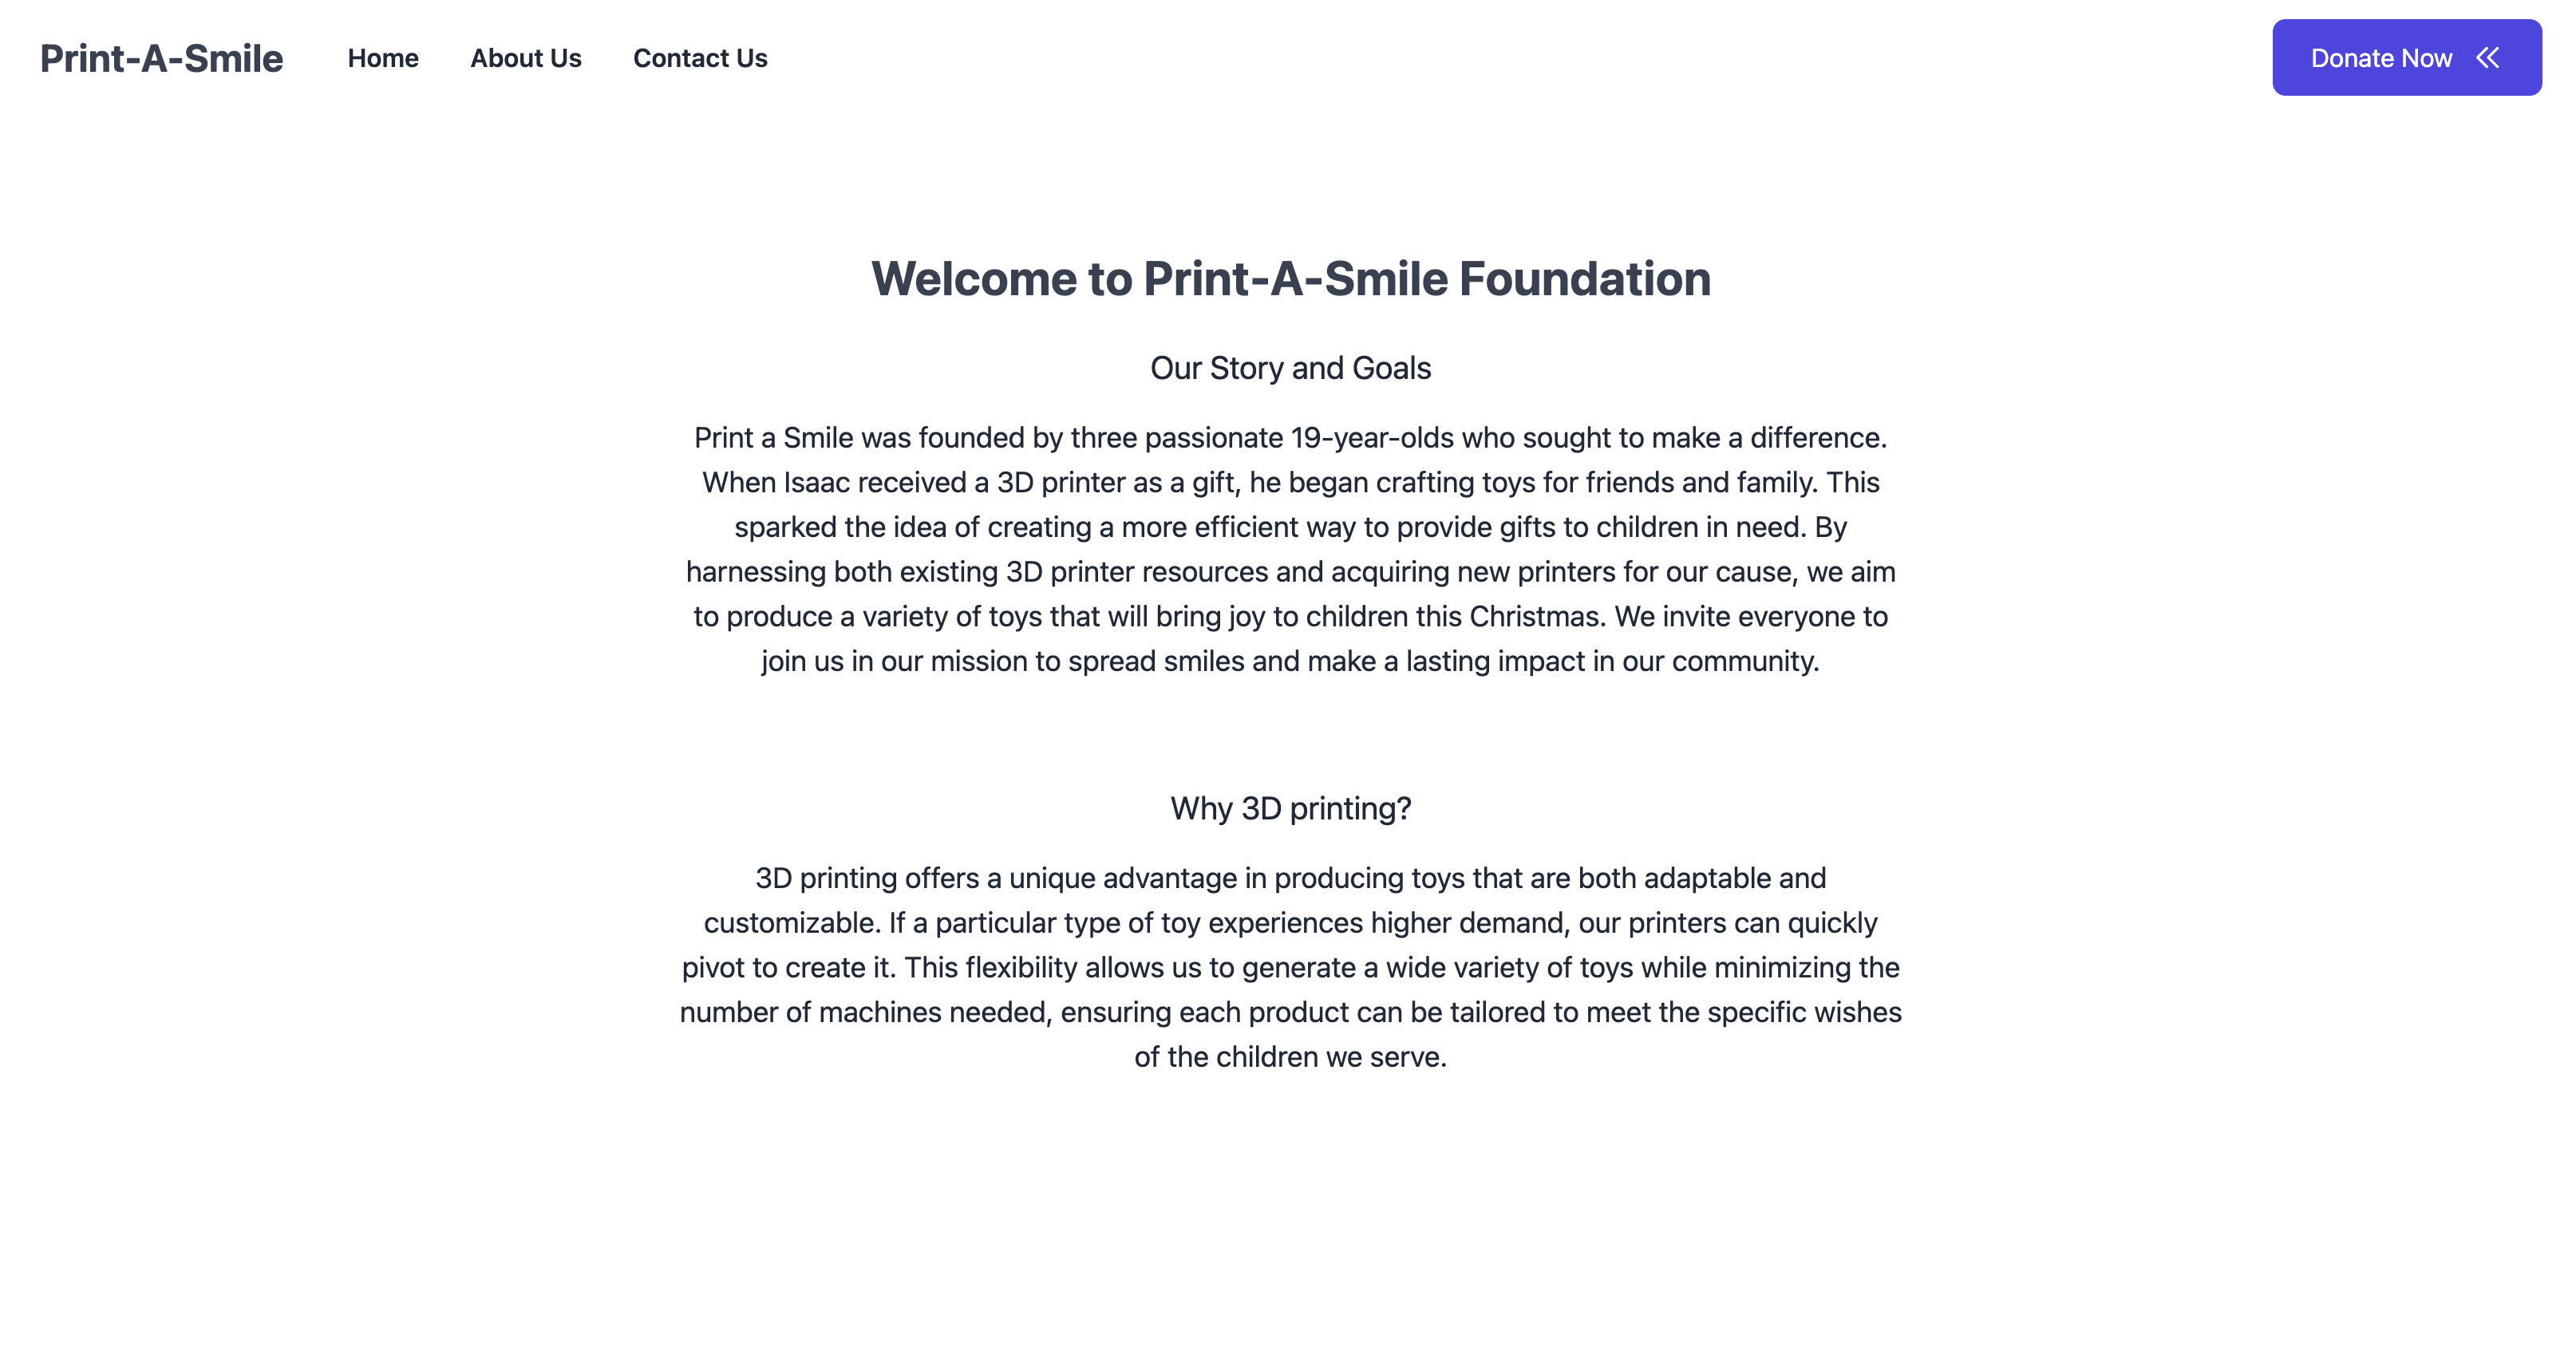 Print-A-Smile Home About Us Contact Us Donate Now
Welcome to Print-A-Smile Foundation
Our Story and Goals
Print a Smile was founded by three passionate 19-year-olds who sought to make a difference.
When Isaac received a 3D printer as a gift, he began crafting toys for friends and family. This
sparked the idea of creating a more efficient way to provide gifts to children in need. By
harnessing both existing 3D printer resources and acquiring new printers for our cause, we aim
to produce a variety of toys that will bring joy to children this Christmas. We invite everyone to
join us in our mission to spread smiles and make a lasting impact in our community.
Why 3D printing?
3D printing offers a unique advantage in producing toys that are both adaptable and
customizable. If a particular type of toy experiences higher demand, our printers can quickly
pivot to create it. This flexibility allows us to generate a wide variety of toys while minimizing the
number of machines needed, ensuring each product can be tailored to meet the specific wishes
of the children we serve.